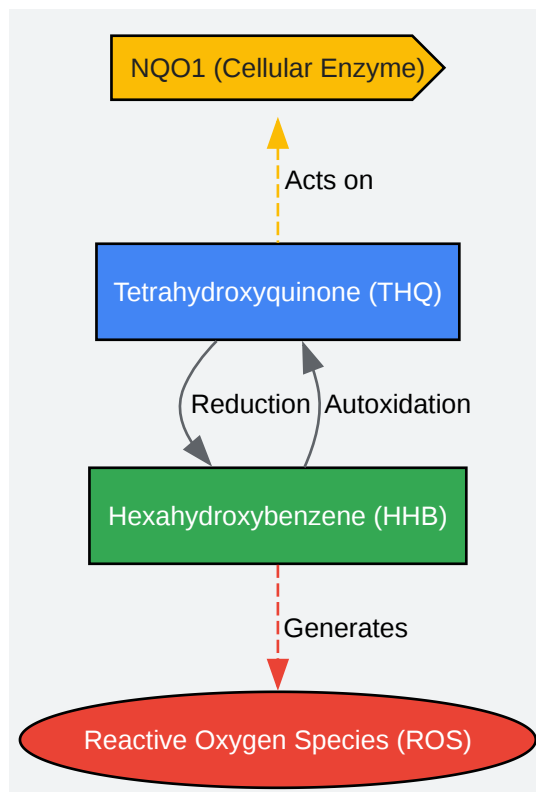 NQO1 (Cellular Enzyme)
Acts on
Tetrahydroxyquinone (THQ)
Reduction
Autoxidation
Hexahydroxybenzene (HHB)
Generates
Reactive Oxygen Species (ROS)